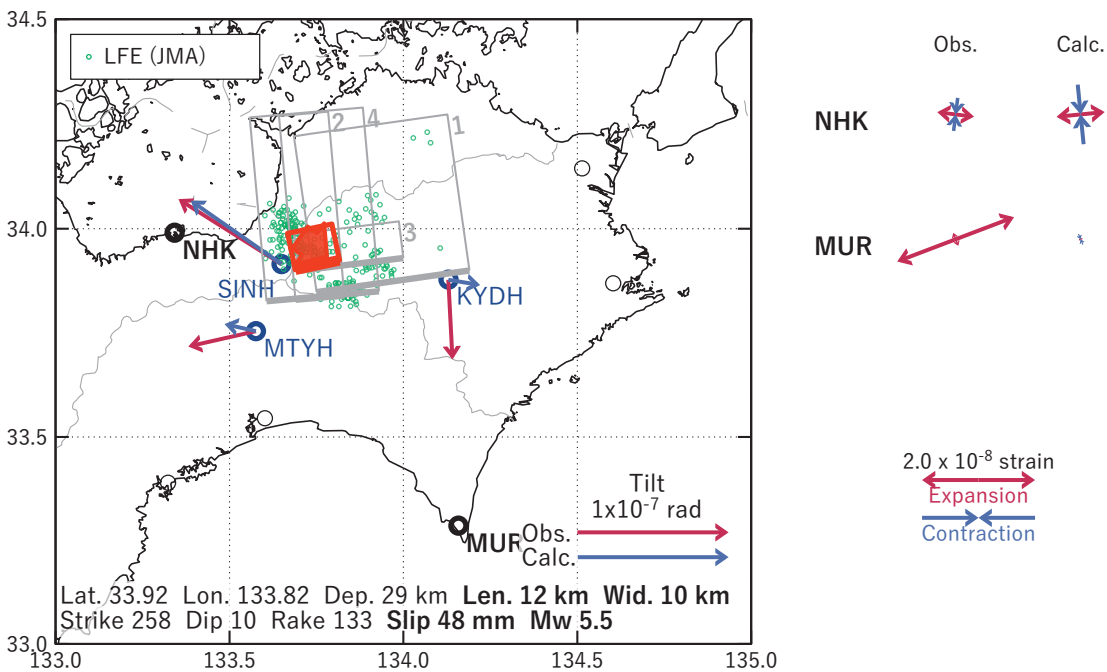 34.5
LFE (JMA)
Obs. Calc.
2 4 1
NHK
34.0
NHK
3
MUR
SINH
KYDH
MTYH
33.5
2.0 x 10-8 strain
Expansion
Contraction
Tilt
1x10-7 rad
MUR
Obs.
Calc.
Lat. 33.92 Lon. 133.82 Dep. 29 km Len. 12 km Wid. 10 km
Strike 258 Dip 10 Rake 133 Slip 48 mm Mw 5.5
33.0
133.0 133.5 134.0 134.5 135.0